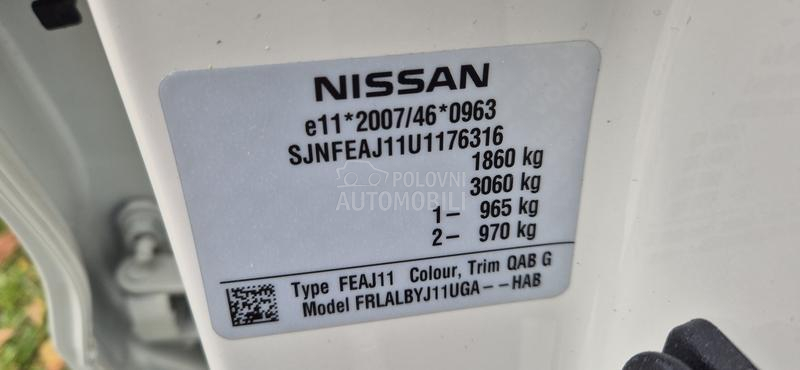 NISSAN
e11*2007/46*0963
SJNFEAJ11U1176316
1860 kg
3060 kg
1– 965 kg
2– 970 kg
Type FEAJ11 Colour, Trim QAB G
Model FRLALBYJ11UGA– –HAB
POLOVNI
AUTOMOBILI